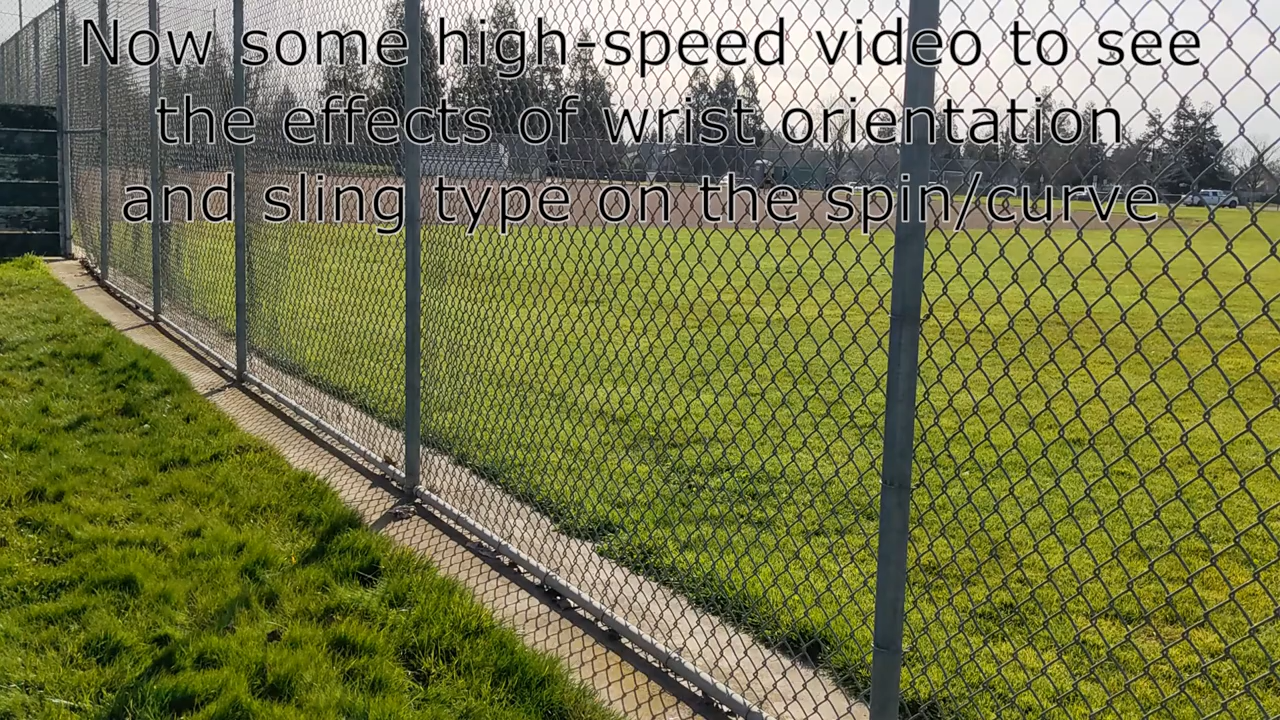 Now some high-speed video to see
the effects of wrist orientation
and sling type on the spin/curve